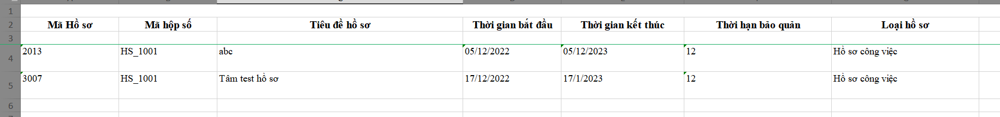 1
2 Mã Hồ sơ Mã hộp số Tiêu đề hồ sơ Thời gian bắt đầu Thời gian kết thúc Thời hạn bảo quản Loại hồ sơ
3
4 2013 HS_1001 abc 05/12/2022 05/12/2023 12 Hồ sơ công việc
5 3007 HS_1001 Tâm test hồ sơ 17/12/2022 17/1/2023 12 Hồ sơ công việc
6